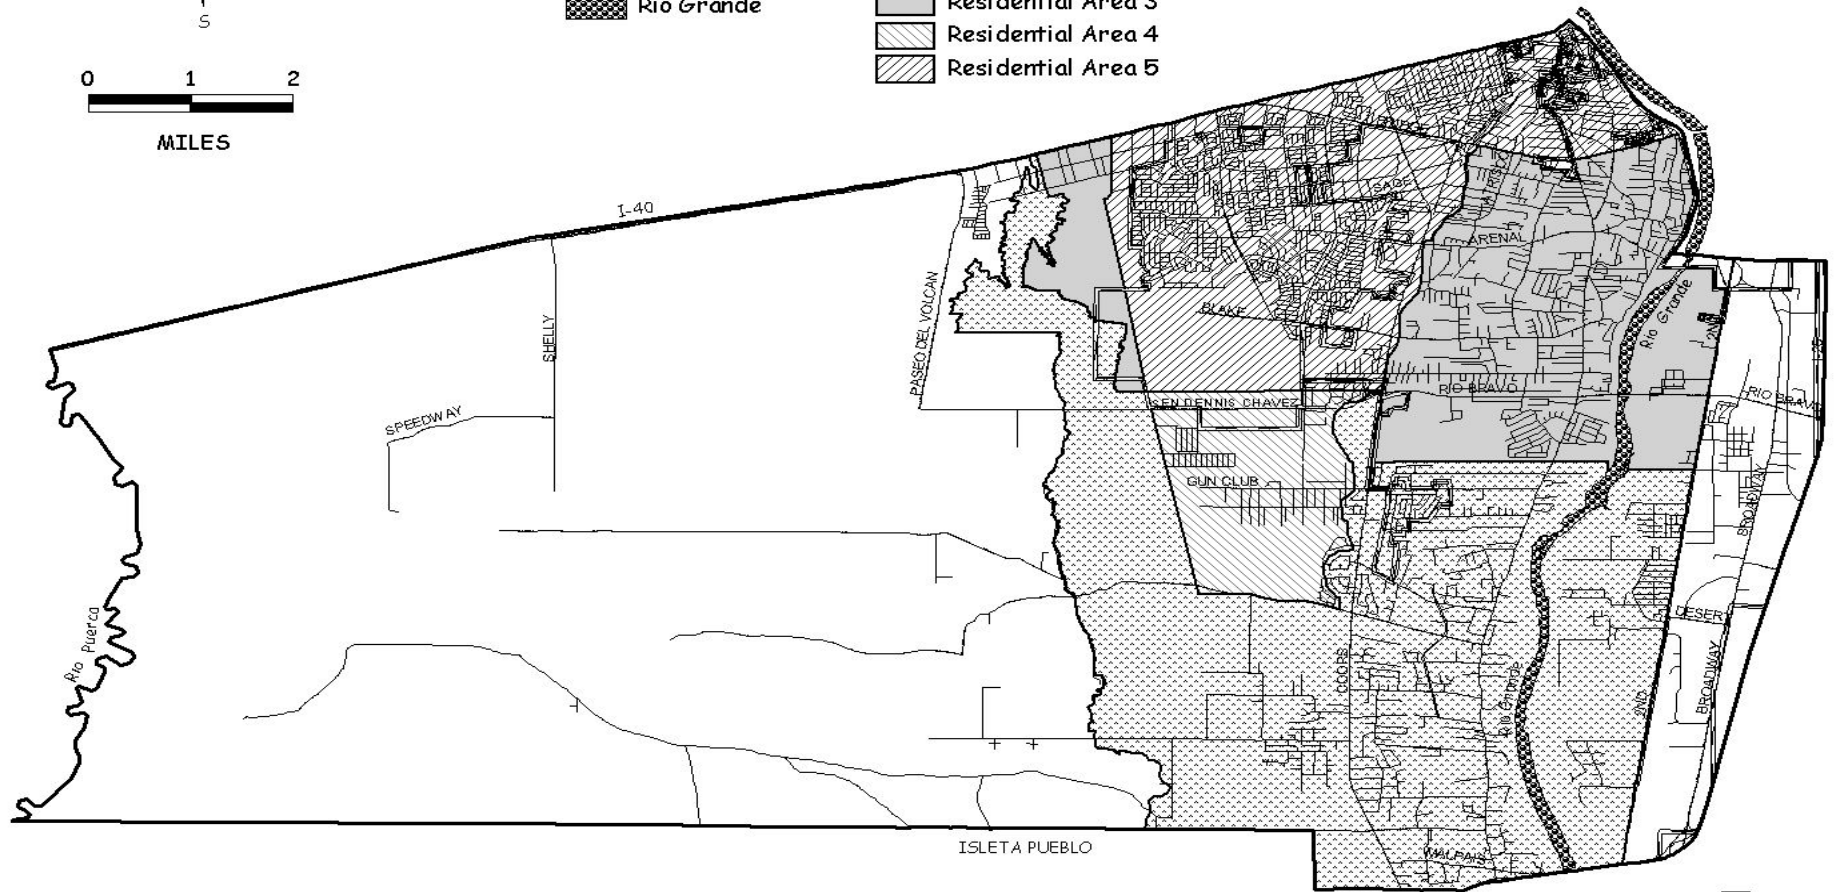 S
Rio Grande
Residential Area 3
Residential Area 4
Residential Area 5
0 1 2
MILES
I-40
SAGE
ARENAL
PASEO DEL VOLCAN
SHELLY
BLAKE
Rio Grande
2ND
SPEEDWAY
SEN DENNIS CHAVEZ
RIO BRAVO
RIO BRAVO
GUN CLUB
BROADWAY
Rio Puerco
DESERT
COORS
Rio Grande
2ND
BROADWAY
ISLETA PUEBLO
MALPAIS